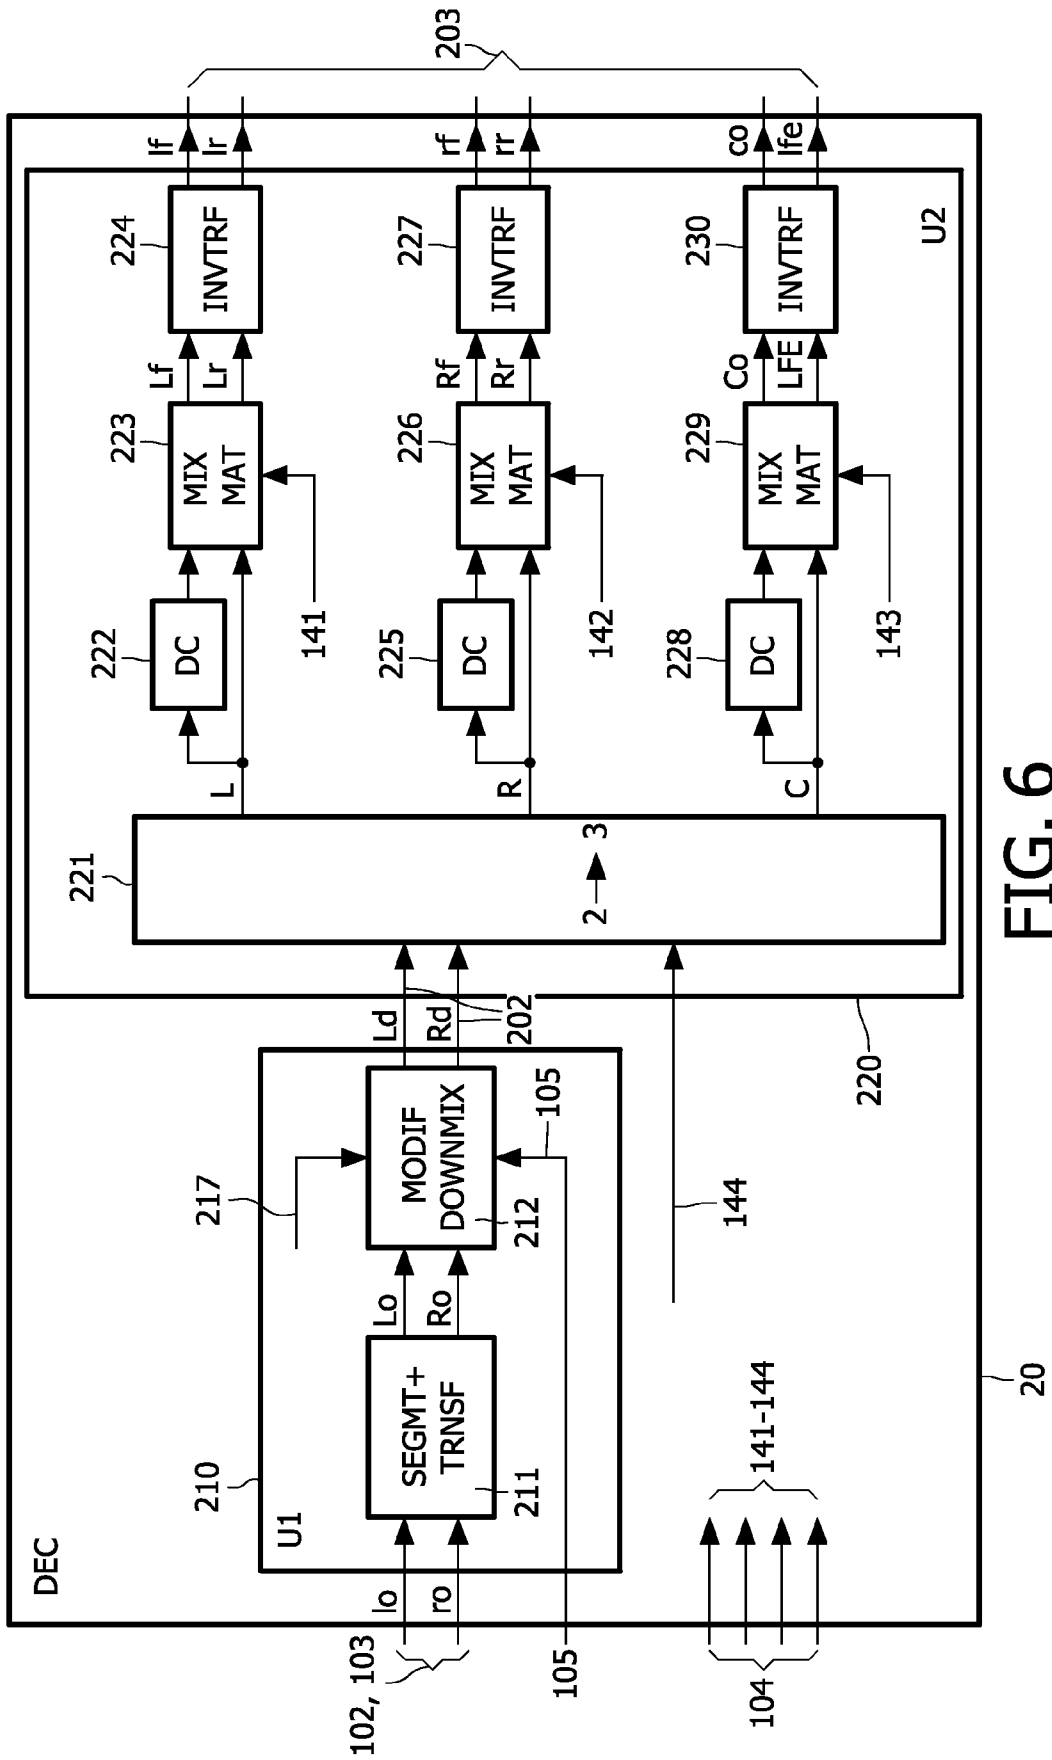 DEC
U1
210
102, 103
lo
ro
105
SEGMT+
TRNSF
211
Lo
Ro
217
MODIF
DOWNMIX
212
105
Ld
Rd
202
104
141-144
144
20
220
U2
221
2
3
L
R
C
222
DC
141
223
MIX
MAT
Lf
Lr
224
INVTRF
lf
lr
225
DC
142
226
MIX
MAT
Rf
Rr
227
INVTRF
rf
rr
228
DC
143
229
MIX
MAT
Co
LFE
230
INVTRF
co
lfe
203
FIG. 6